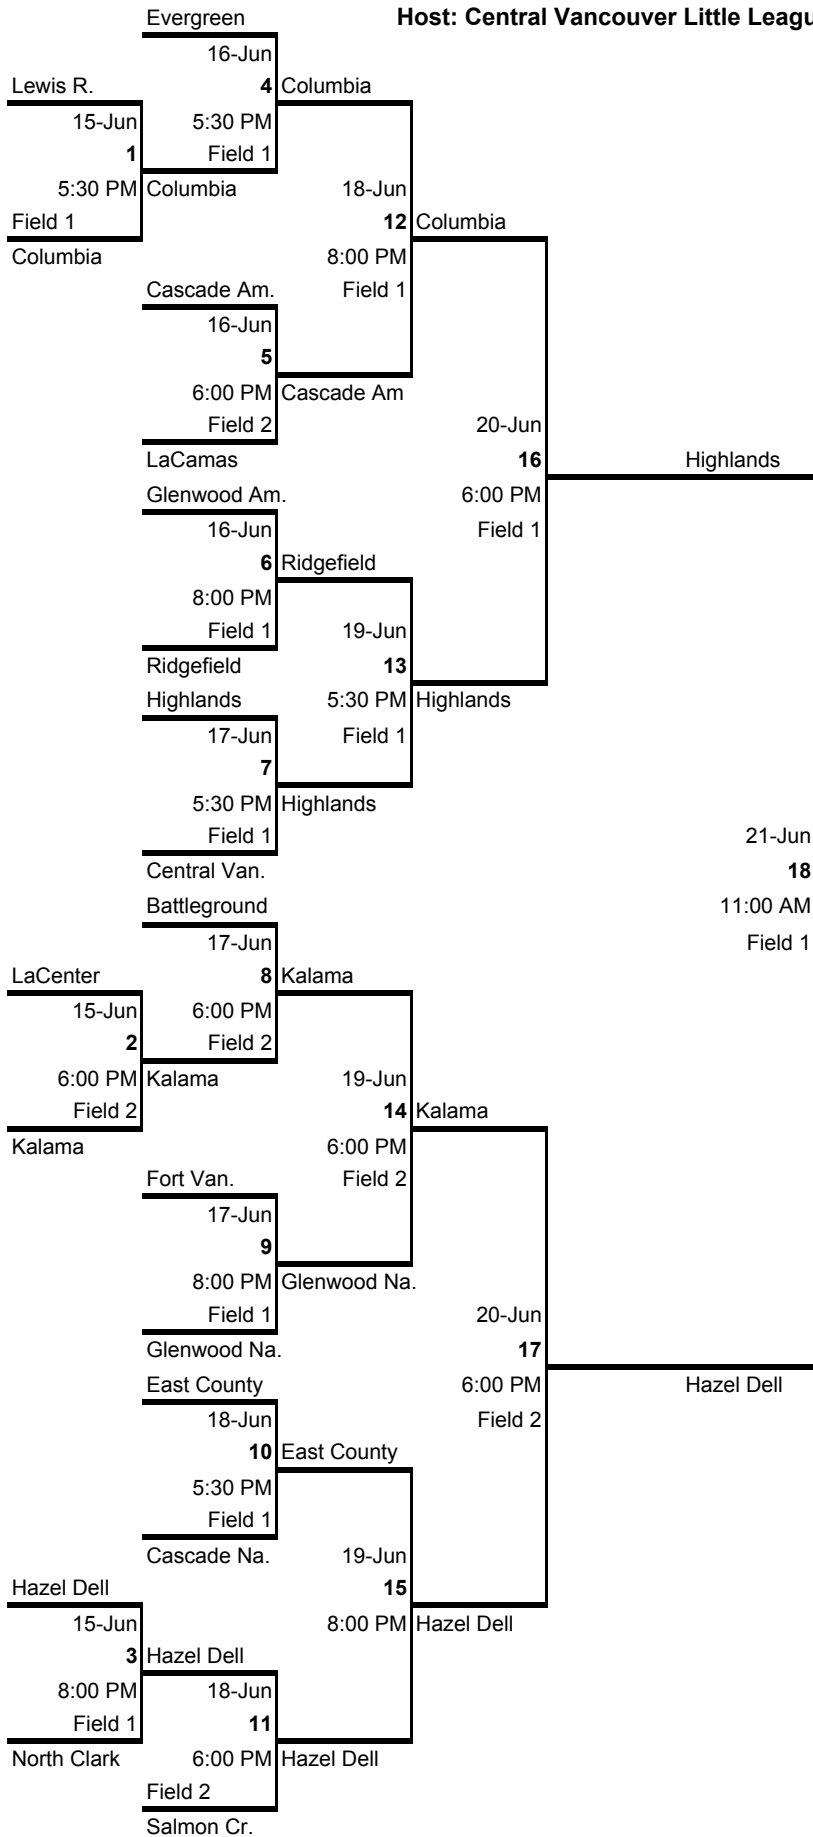 Evergreen
Host: Central Vancouver Little Leagu
16-Jun
Lewis R.
4 Columbia
15-Jun
5:30 PM
1
Field 1
5:30 PM
Columbia
18-Jun
Field 1
12 Columbia
Columbia
8:00 PM
Cascade Am.
Field 1
16-Jun
5
6:00 PM
Cascade Am
Field 2
20-Jun
LaCamas
16
Highlands
Glenwood Am.
6:00 PM
16-Jun
Field 1
6 Ridgefield
8:00 PM
Field 1
19-Jun
Ridgefield
13
Highlands
5:30 PM
Highlands
17-Jun
Field 1
7
5:30 PM
Highlands
Field 1
21-Jun
Central Van.
18
Battleground
11:00 AM
17-Jun
Field 1
LaCenter
8 Kalama
15-Jun
6:00 PM
2
Field 2
6:00 PM
Kalama
19-Jun
Field 2
14 Kalama
Kalama
6:00 PM
Fort Van.
Field 2
17-Jun
9
8:00 PM
Glenwood Na.
Field 1
20-Jun
Glenwood Na.
17
East County
6:00 PM
Hazel Dell
18-Jun
Field 2
10 East County
5:30 PM
Field 1
Cascade Na.
19-Jun
Hazel Dell
15
15-Jun
8:00 PM
Hazel Dell
3 Hazel Dell
8:00 PM
18-Jun
Field 1
11
North Clark
6:00 PM
Hazel Dell
Field 2
Salmon Cr.